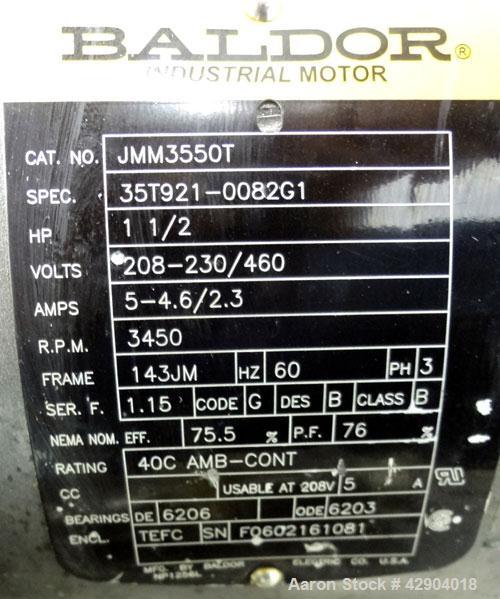 BALDOR ®
INDUSTRIAL MOTOR
CAT. NO. JMM3550T
SPEC. 35T921-0082G1
HP 1 1/2
VOLTS 208-230/460
AMPS 5-4.6/2.3
R.P.M. 3450
FRAME 143JM HZ 60 PH 3
SER. F. 1.15 CODE G DES B CLASS B
NEMA NOM. EFF. 75.5 % P.F. 76 %
RATING 40C AMB-CONT
CC USABLE AT 208V 5 A
BEARINGS DE 6206 ODE 6203
ENCL. TEFC SN F0602161081
MFG. BY BALDOR ELECTRIC CO. U.S.A.
NP1256L
Aaron Stock # 42904018